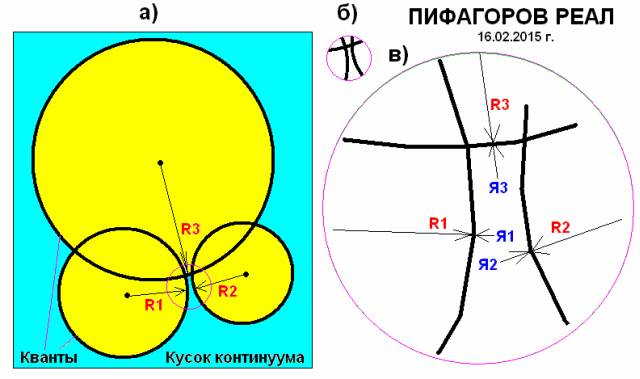 а)
б)
ПИФАГОРОВ РЕАЛ
16.02.2015 г.
в)
R3
R3
Я3
R1
Я1
R2
Я2
R1
R2
Кванты
Кусок континуума